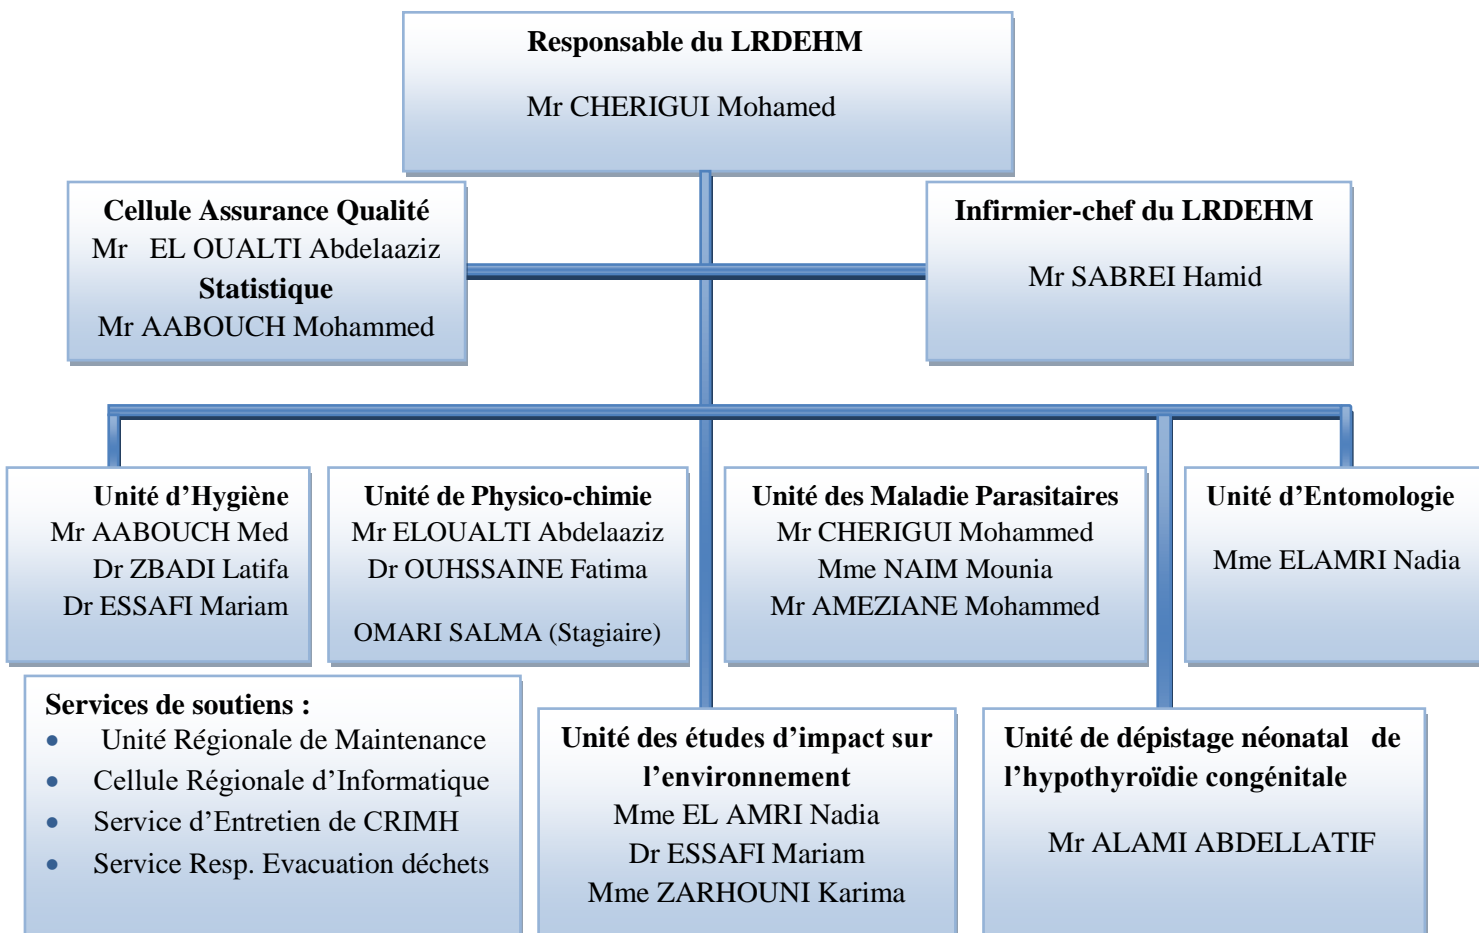 Responsable du LRDEHM
Mr CHERIGUI Mohamed
Cellule Assurance Qualité
Mr EL OUALTI Abdelaaziz
Statistique
Mr AABOUCH Mohammed
Infirmier-chef du LRDEHM
Mr SABREI Hamid
Unité d’Hygiène
Mr AABOUCH Med
Dr ZBADI Latifa
Dr ESSAFI Mariam
Unité de Physico-chimie
Mr ELOUALTI Abdelaaziz
Dr OUHSSAINE Fatima
OMARI SALMA (Stagiaire)
Unité des Maladie Parasitaires
Mr CHERIGUI Mohammed
Mme NAIM Mounia
Mr AMEZIANE Mohammed
Unité d’Entomologie
Mme ELAMRI Nadia
Services de soutiens :
• Unité Régionale de Maintenance
• Cellule Régionale d’Informatique
• Service d’Entretien de CRIMH
• Service Resp. Evacuation déchets
Unité des études d’impact sur
l’environnement
Mme EL AMRI Nadia
Dr ESSAFI Mariam
Mme ZARHOUNI Karima
Unité de dépistage néonatal de
l’hypothyroïdie congénitale
Mr ALAMI ABDELLATIF